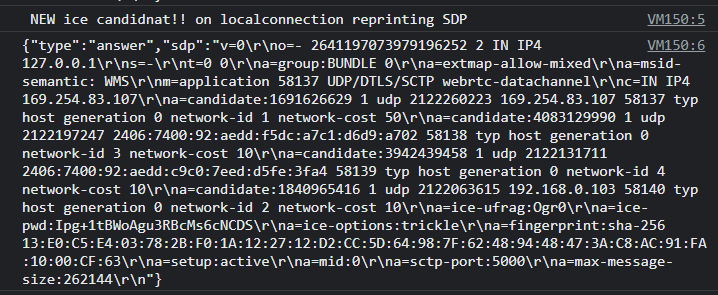 NEW ice candidnat!! on localconnection reprinting SDP VM150:5
{"type":"answer","sdp":"v=0\r\no=- 2641197073979196252 2 IN IP4 VM150:6
127.0.0.1\r\ns=-\r\nt=0 0\r\na=group:BUNDLE 0\r\na=extmap-allow-mixed\r\na=msid-
semantic: WMS\r\nm=application 58137 UDP/DTLS/SCTP webrtc-datachannel\r\nc=IN IP4
169.254.83.107\r\na=candidate:1691626629 1 udp 2122260223 169.254.83.107 58137 typ
host generation 0 network-id 1 network-cost 50\r\na=candidate:4083129990 1 udp
2122197247 2406:7400:92:aedd:f5dc:a7c1:d6d9:a702 58138 typ host generation 0
network-id 3 network-cost 10\r\na=candidate:3942439458 1 udp 2122131711
2406:7400:92:aedd:c9c0:7eed:d5fe:3fa4 58139 typ host generation 0 network-id 4
network-cost 10\r\na=candidate:1840965416 1 udp 2122063615 192.168.0.103 58140 typ
host generation 0 network-id 2 network-cost 10\r\na=ice-ufrag:Ogr0\r\na=ice-
pwd:Ipg+1tBWoAgu3RBcMs6cNCDS\r\na=ice-options:trickle\r\na=fingerprint:sha-256
13:E0:C5:E4:03:78:2B:F0:1A:12:27:12:D2:CC:5D:64:98:7F:62:48:94:48:47:3A:C8:AC:91:FA
:10:00:CF:63\r\na=setup:active\r\na=mid:0\r\na=sctp-port:5000\r\na=max-message-
size:262144\r\n"}